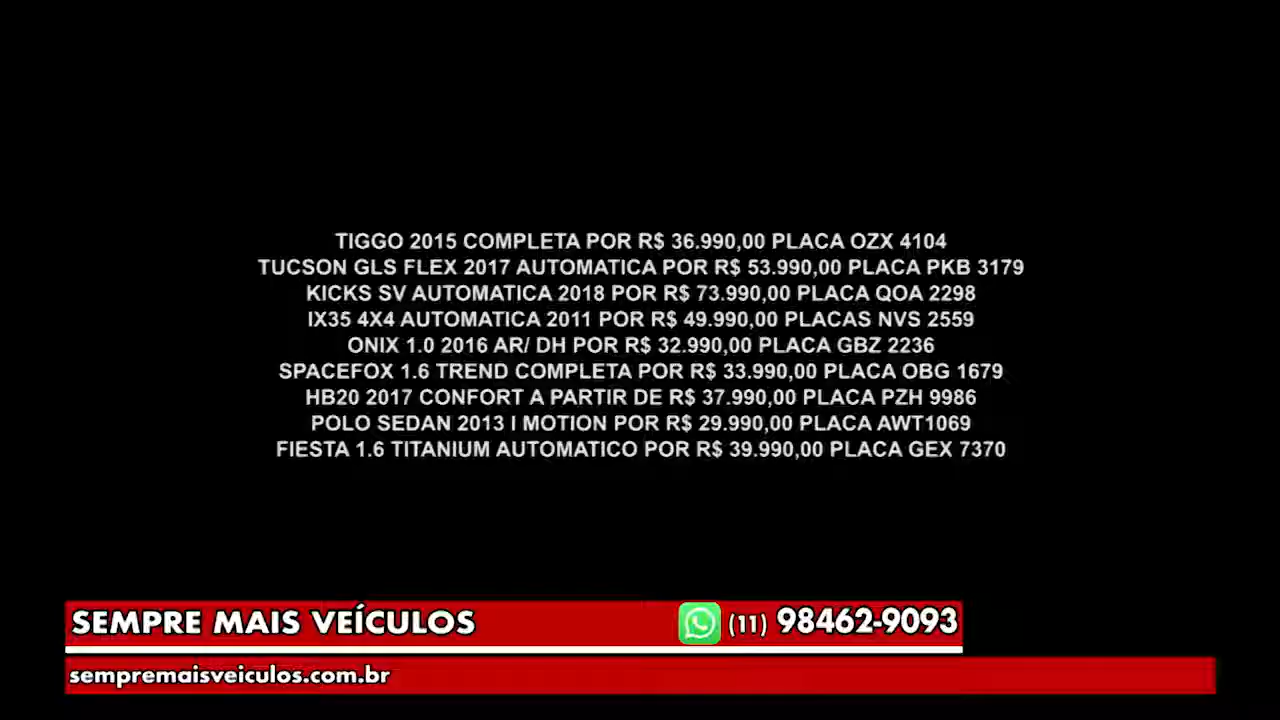 TIGGO 2015 COMPLETA POR R$ 36.990,00 PLACA OZX 4104
TUCSON GLS FLEX 2017 AUTOMATICA POR R$ 53.990,00 PLACA PKB 3179
KICKS SV AUTOMATICA 2018 POR R$ 73.990,00 PLACA QOA 2298
IX35 4X4 AUTOMATICA 2011 POR R$ 49.990,00 PLACAS NVS 2559
ONIX 1.0 2016 AR/ DH POR R$ 32.990,00 PLACA GBZ 2236
SPACEFOX 1.6 TREND COMPLETA POR R$ 33.990,00 PLACA OBG 1679
HB20 2017 CONFORT A PARTIR DE R$ 37.990,00 PLACA PZH 9986
POLO SEDAN 2013 I MOTION POR R$ 29.990,00 PLACA AWT1069
FIESTA 1.6 TITANIUM AUTOMATICO POR R$ 39.990,00 PLACA GEX 7370
SEMPRE MAIS VEÍCULOS (11) 98462-9093
sempremaisveiculos.com.br